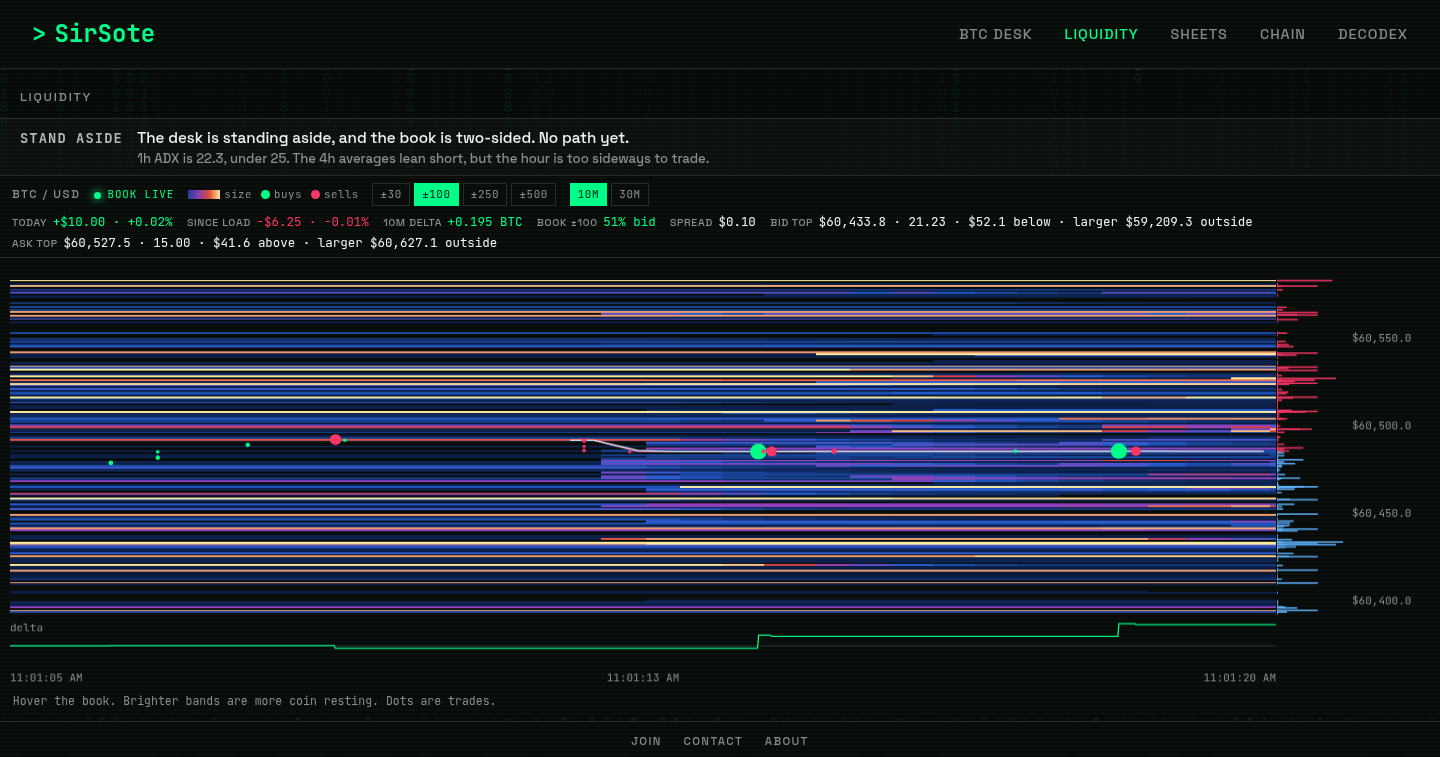 > SirSote
BTC DESK LIQUIDITY SHEETS CHAIN DECODEX
LIQUIDITY
STAND ASIDE The desk is standing aside, and the book is two-sided. No path yet.
1h ADX is 22.3, under 25. The 4h averages lean short, but the hour is too sideways to trade.
BTC / USD BOOK LIVE size buys sells ±30 ±100 ±250 ±500 10M 30M
TODAY +$10.00 · +0.02% SINCE LOAD -$6.25 · -0.01% 10M DELTA +0.195 BTC BOOK ±100 51% bid SPREAD $0.10 BID TOP $60,433.8 · 21.23 · $52.1 below · larger $59,209.3 outside
ASK TOP $60,527.5 · 15.00 · $41.6 above · larger $60,627.1 outside
$60,550.0
$60,500.0
$60,450.0
$60,400.0
delta
11:01:05 AM 11:01:13 AM 11:01:20 AM
Hover the book. Brighter bands are more coin resting. Dots are trades.
JOIN CONTACT ABOUT